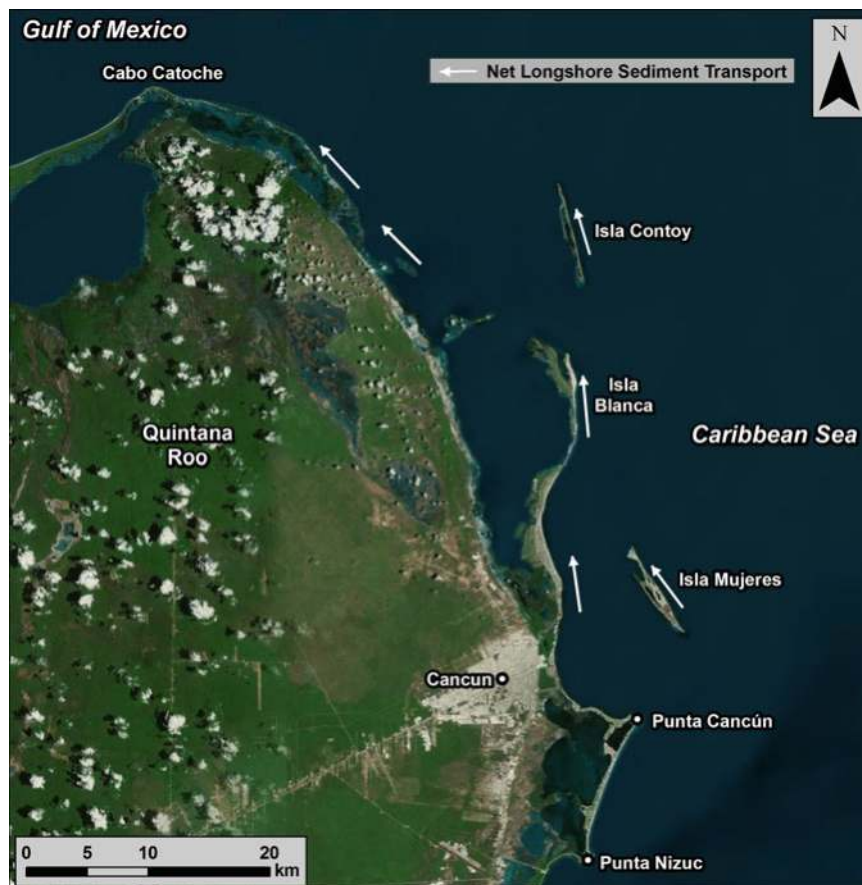 Gulf of Mexico
N
Cabo Catoche
Net Longshore Sediment Transport
Isla Contoy
Isla
Blanca
Quintana
Roo
Caribbean Sea
Isla Mujeres
Cancun
Punta Cancún
0 5 10 20
km
Punta Nizuc